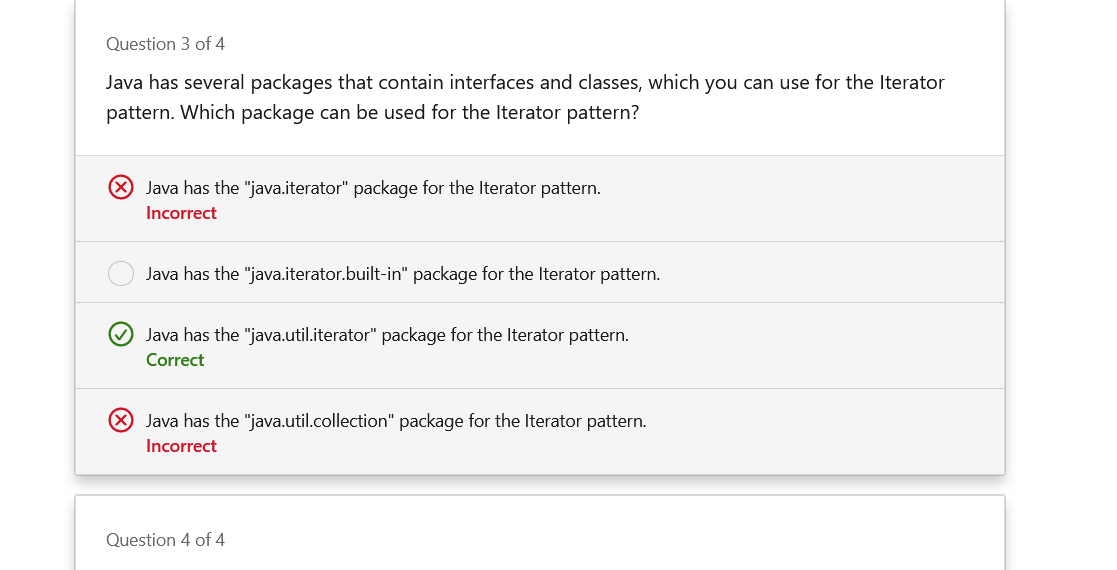 Question 3 of 4
Java has several packages that contain interfaces and classes, which you can use for the Iterator
pattern. Which package can be used for the Iterator pattern?
Java has the "java.iterator" package for the Iterator pattern.
Incorrect
Java has the "java.iterator.built-in" package for the Iterator pattern.
Java has the "java.util.iterator" package for the Iterator pattern.
Correct
Java has the "java.util.collection" package for the Iterator pattern.
Incorrect
Question 4 of 4